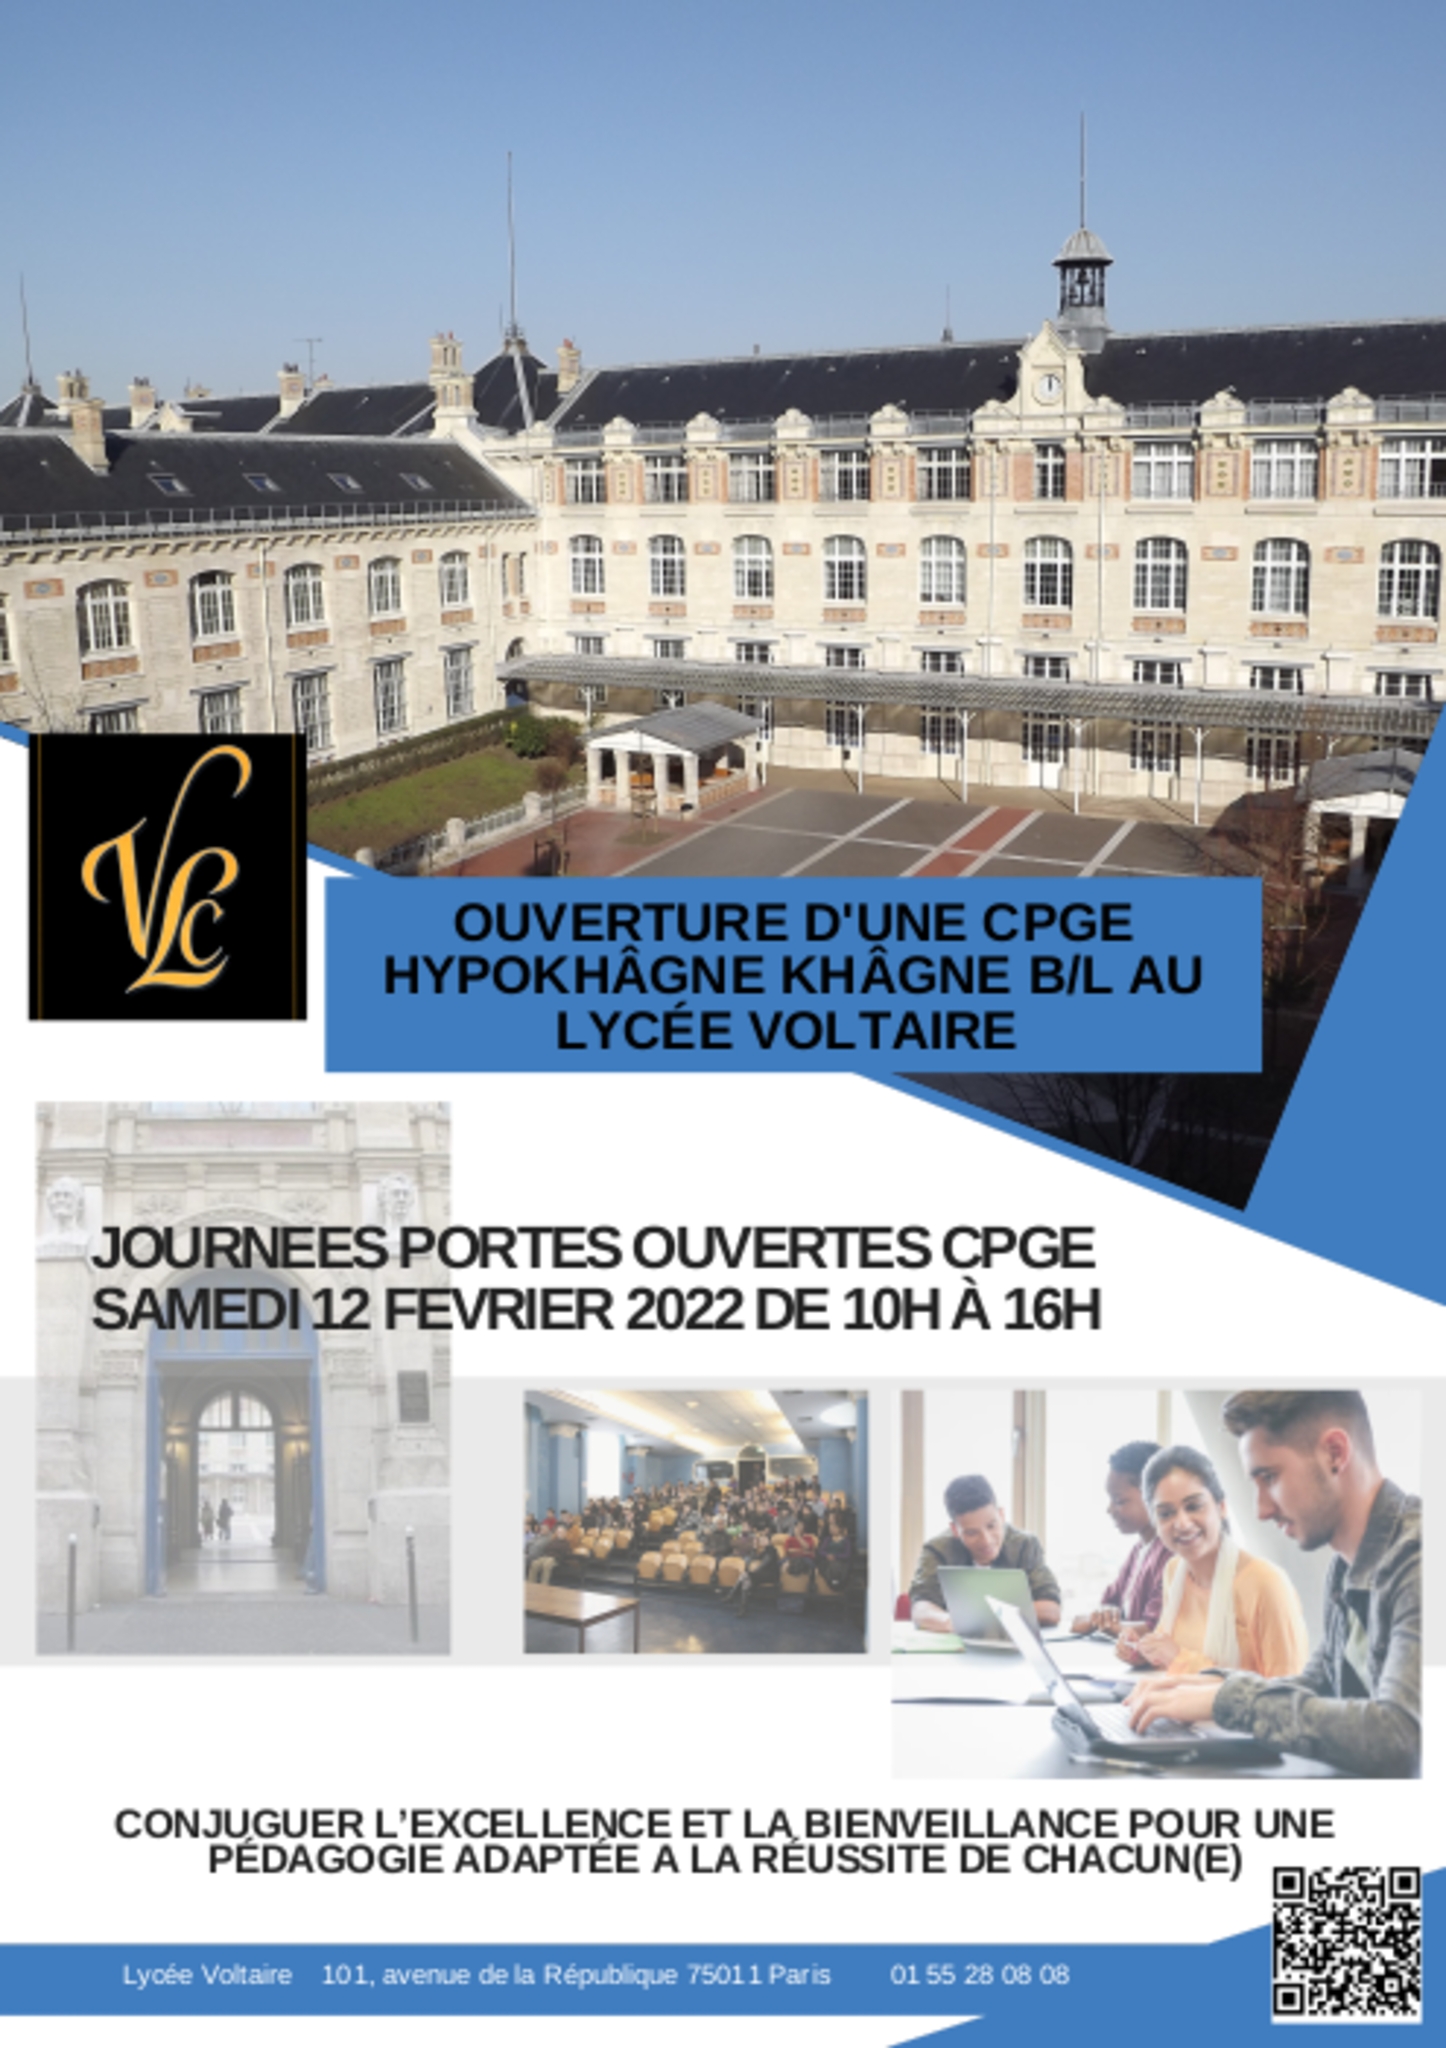 VLC
OUVERTURE D'UNE CPGE
HYPOKHÂGNE KHÂGNE B/L AU
LYCÉE VOLTAIRE
JOURNEES PORTES OUVERTES CPGE
SAMEDI 12 FEVRIER 2022 DE 10H À 16H
CONJUGUER L’EXCELLENCE ET LA BIENVEILLANCE POUR UNE
PÉDAGOGIE ADAPTÉE A LA RÉUSSITE DE CHACUN(E)
Lycée Voltaire 101, avenue de la République 75011 Paris 01 55 28 08 08